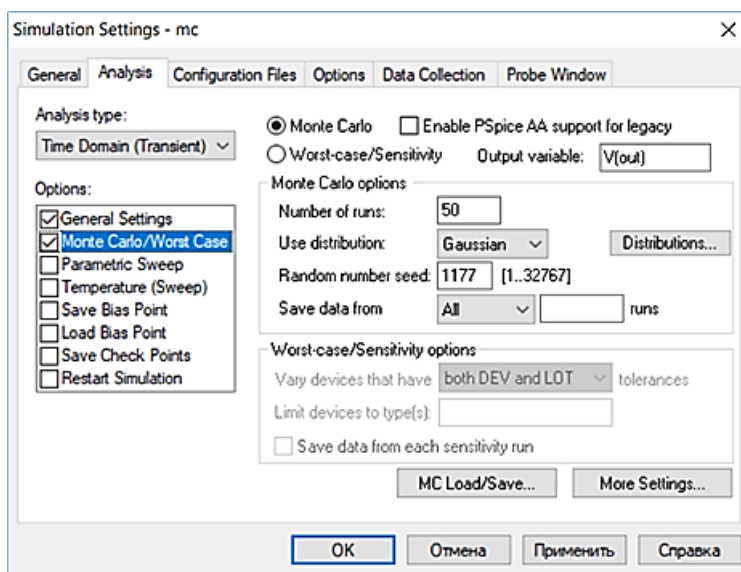 Simulation Settings - mc
General Analysis Configuration Files Options Data Collection Probe Window
Analysis type:
Time Domain (Transient)
Options:
General Settings
Monte Carlo/Worst Case
Parametric Sweep
Temperature (Sweep)
Save Bias Point
Load Bias Point
Save Check Points
Restart Simulation
Monte Carlo Enable PSpice AA support for legacy
Worst-case/Sensitivity Output variable: V(out)
Monte Carlo options
Number of runs: 50
Use distribution: Gaussian Distributions...
Random number seed: 1177 [1..32767]
Save data from All runs
Worst-case/Sensitivity options
Vary devices that have both DEV and LOT tolerances
Limit devices to type(s):
Save data from each sensitivity run
MC Load/Save... More Settings...
OK Отмена Применить Справка